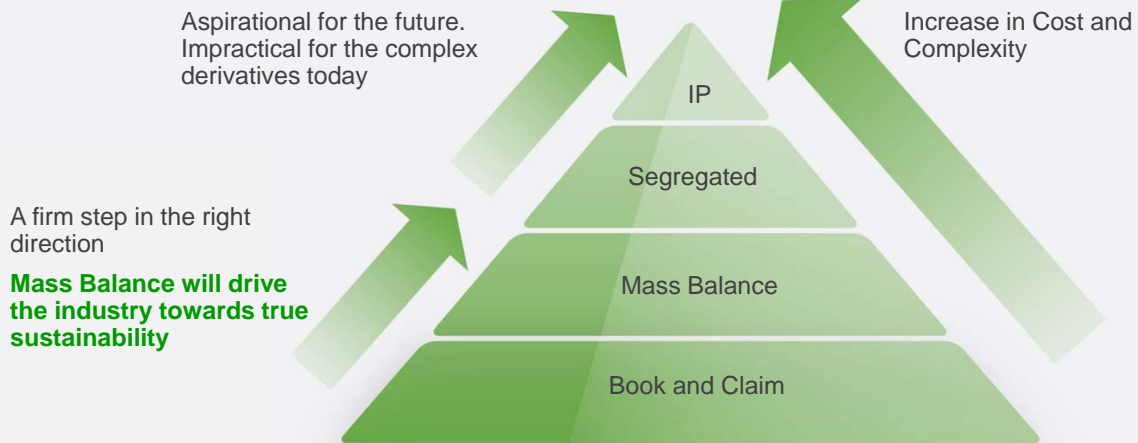 Aspirational for the future.
Impractical for the complex
derivatives today
Increase in Cost and
Complexity
IP
Segregated
A firm step in the right
direction
Mass Balance will drive
the industry towards true
sustainability
Mass Balance
Book and Claim